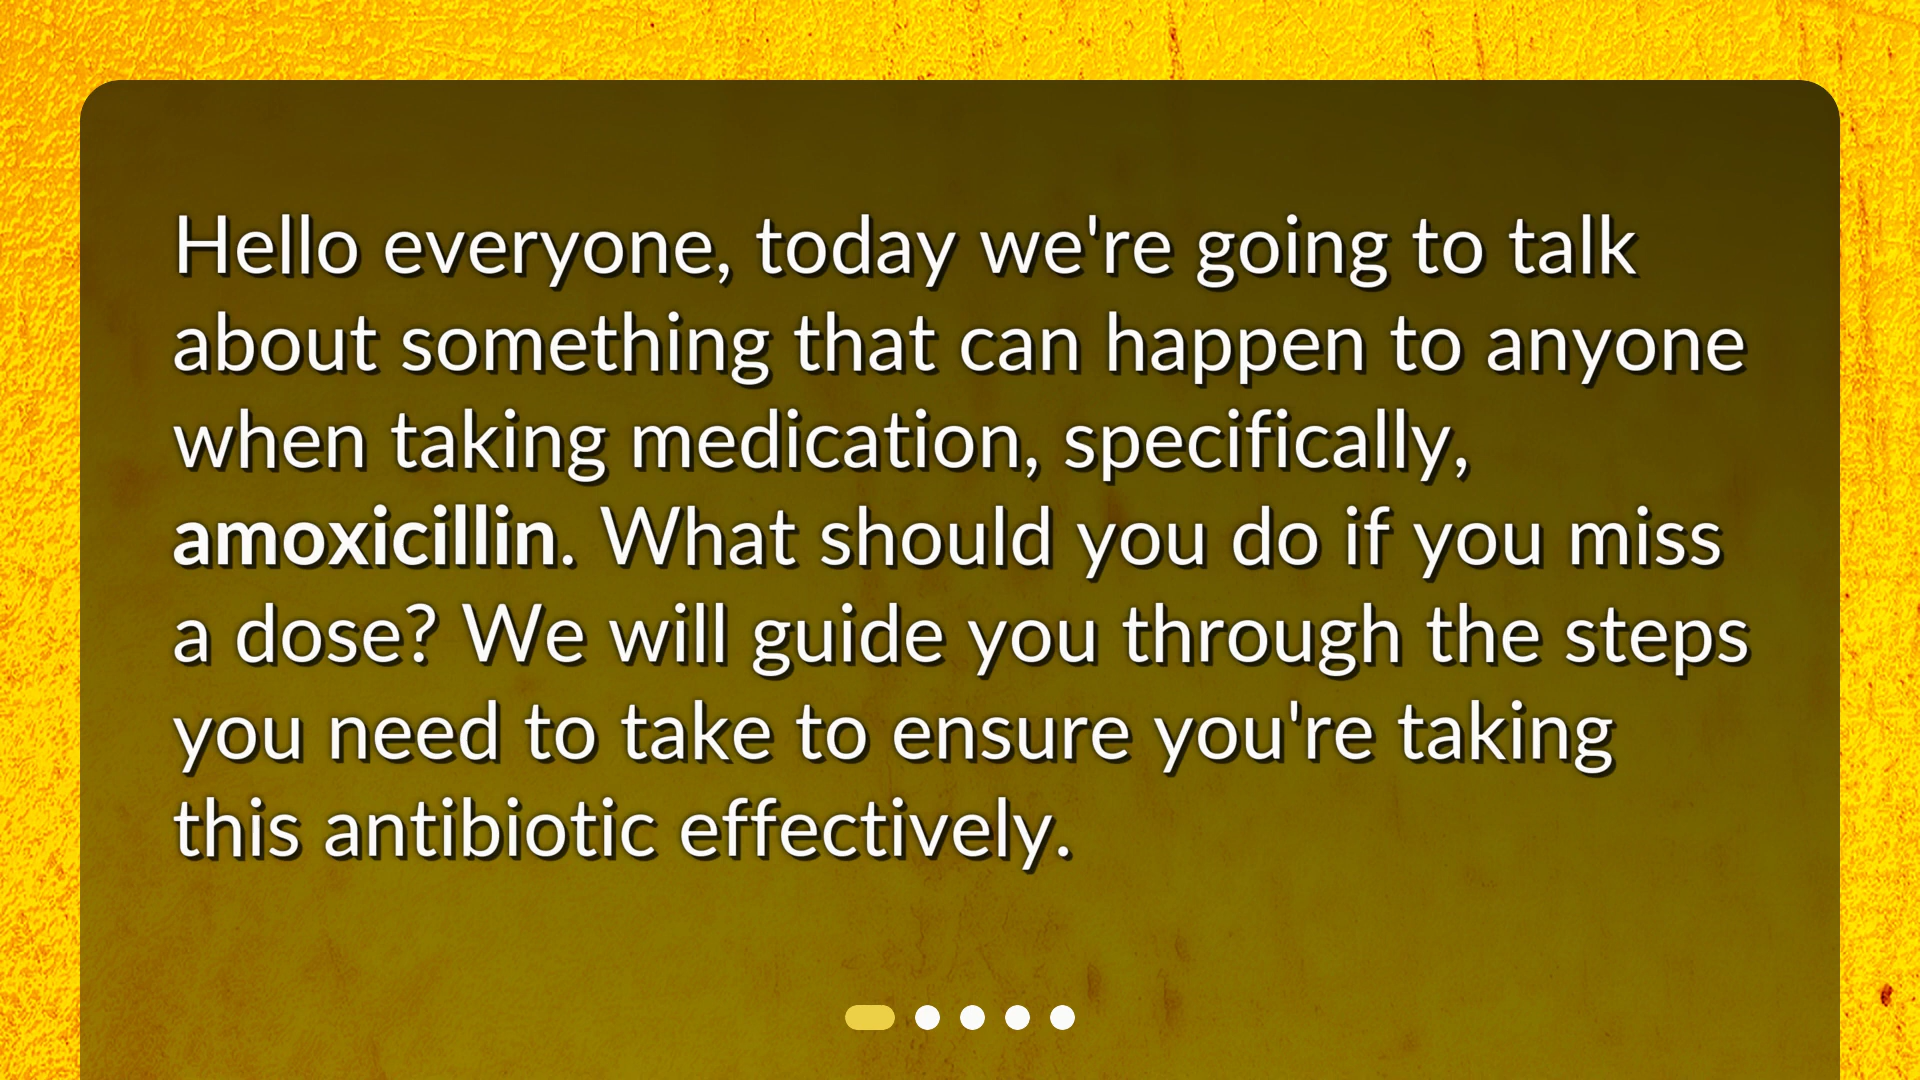 Hello everyone, today we're going to talk
about something that can happen to anyone
when taking medication, specifically,
amoxicillin. What should you do if you miss
a dose? We will guide you through the steps
you need to take to ensure you're taking
this antibiotic effectively.